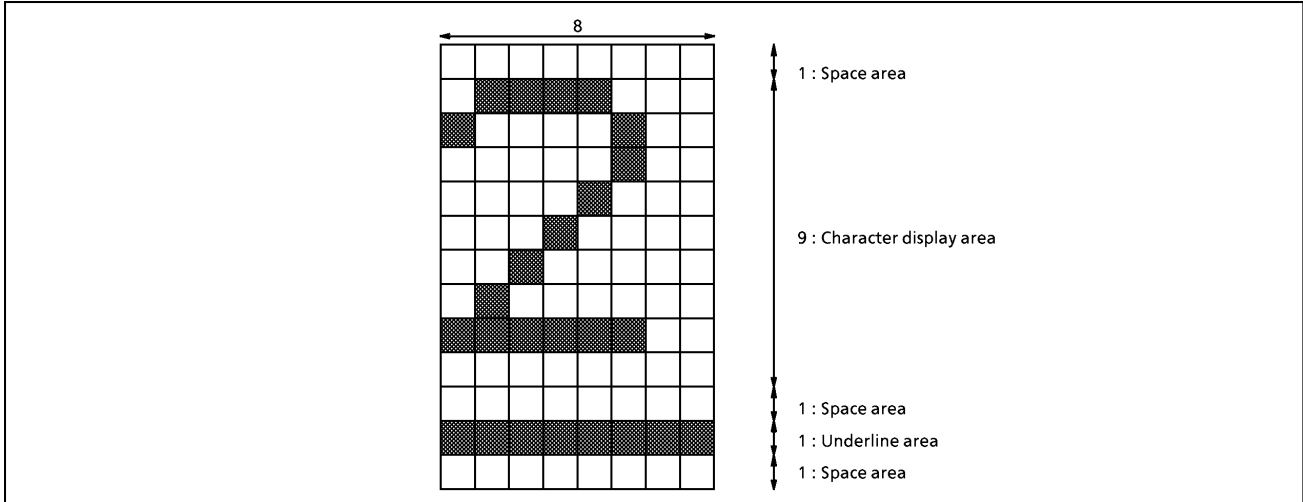 8
1 : Space area
9 : Character display area
1 : Space area
1 : Underline area
1 : Space area